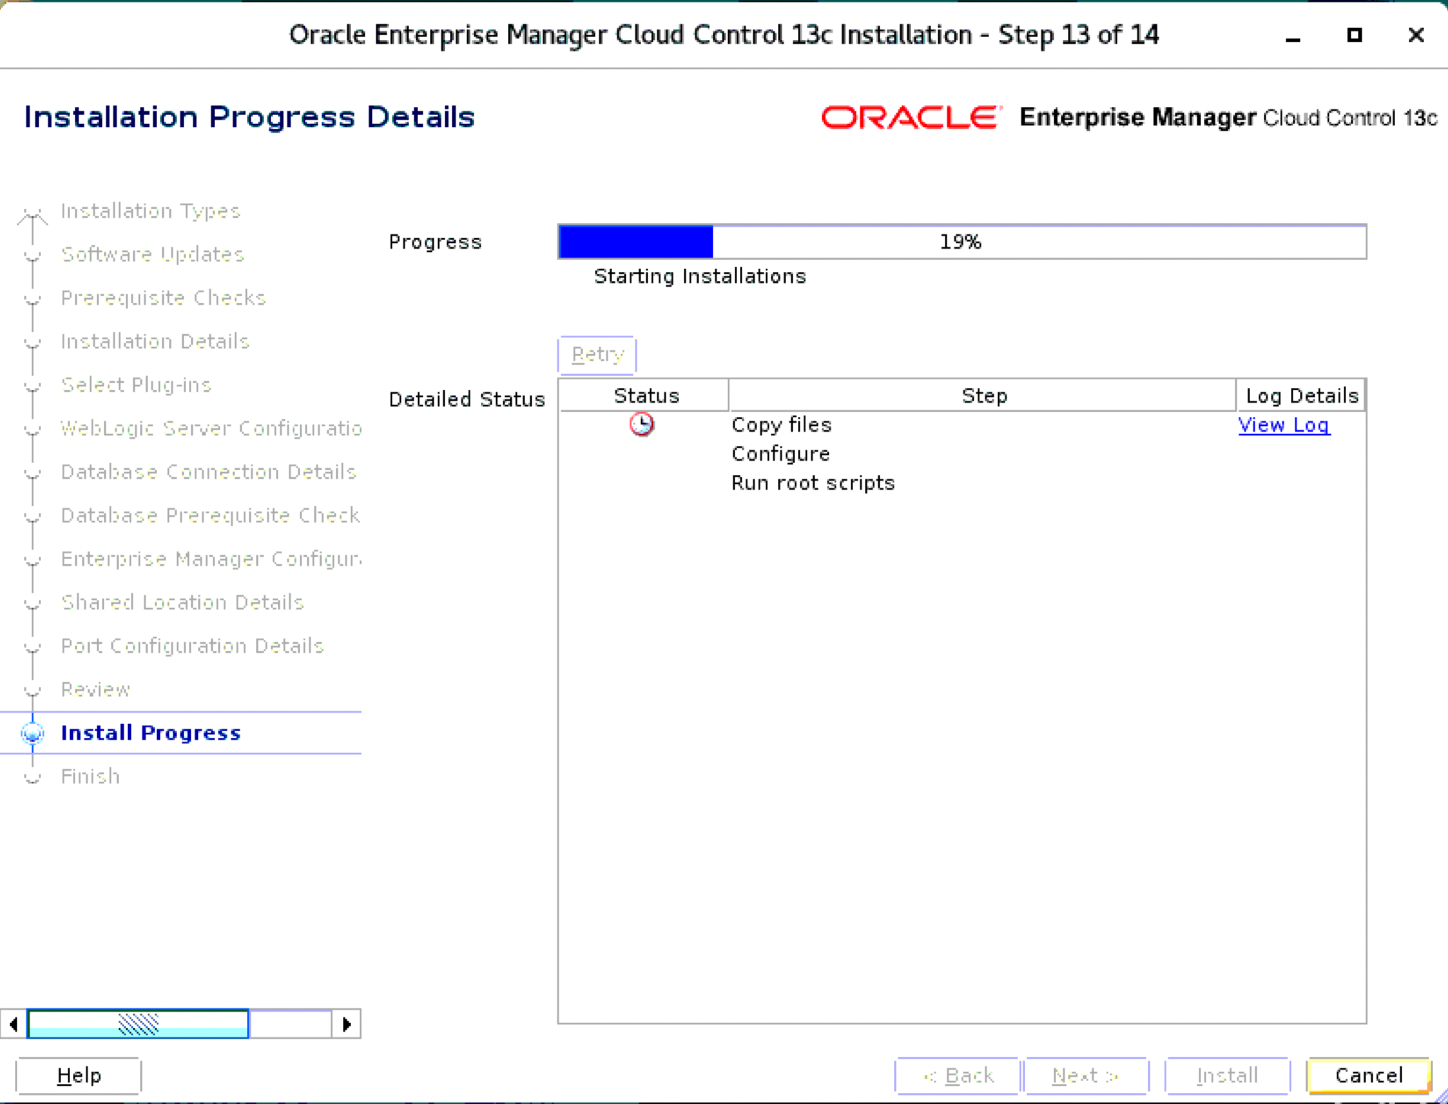 Oracle Enterprise Manager Cloud Control 13c Installation - Step 13 of 14
Installation Progress Details
ORACLE Enterprise Manager Cloud Control 13c
Installation Types
Software Updates
Prerequisite Checks
Installation Details
Select Plug-ins
WebLogic Server Configuratio
Database Connection Details
Database Prerequisite Check
Enterprise Manager Configur
Shared Location Details
Port Configuration Details
Review
Install Progress
Finish
Progress
19%
Starting Installations
Retry
Detailed Status
Status Step Log Details
Copy files View Log
Configure
Run root scripts
Help
< Back Next > Install Cancel